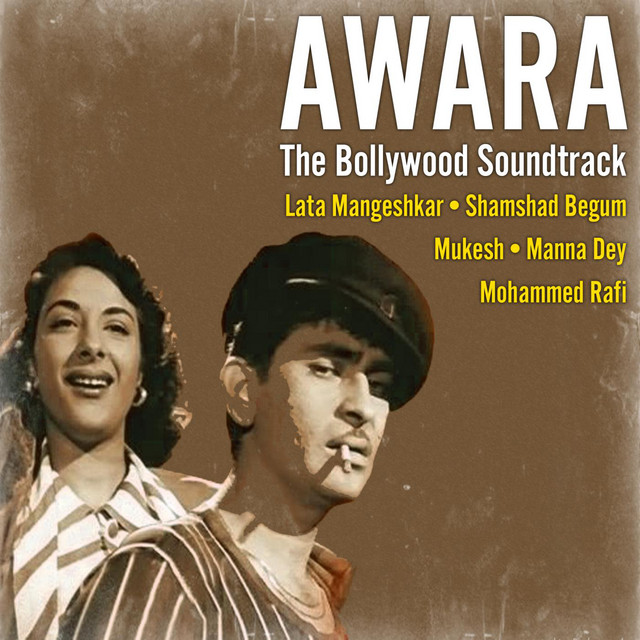 AWARA
The Bollywood Soundtrack
Lata Mangeshkar • Shamshad Begum
Mukesh • Manna Dey
Mohammed Rafi